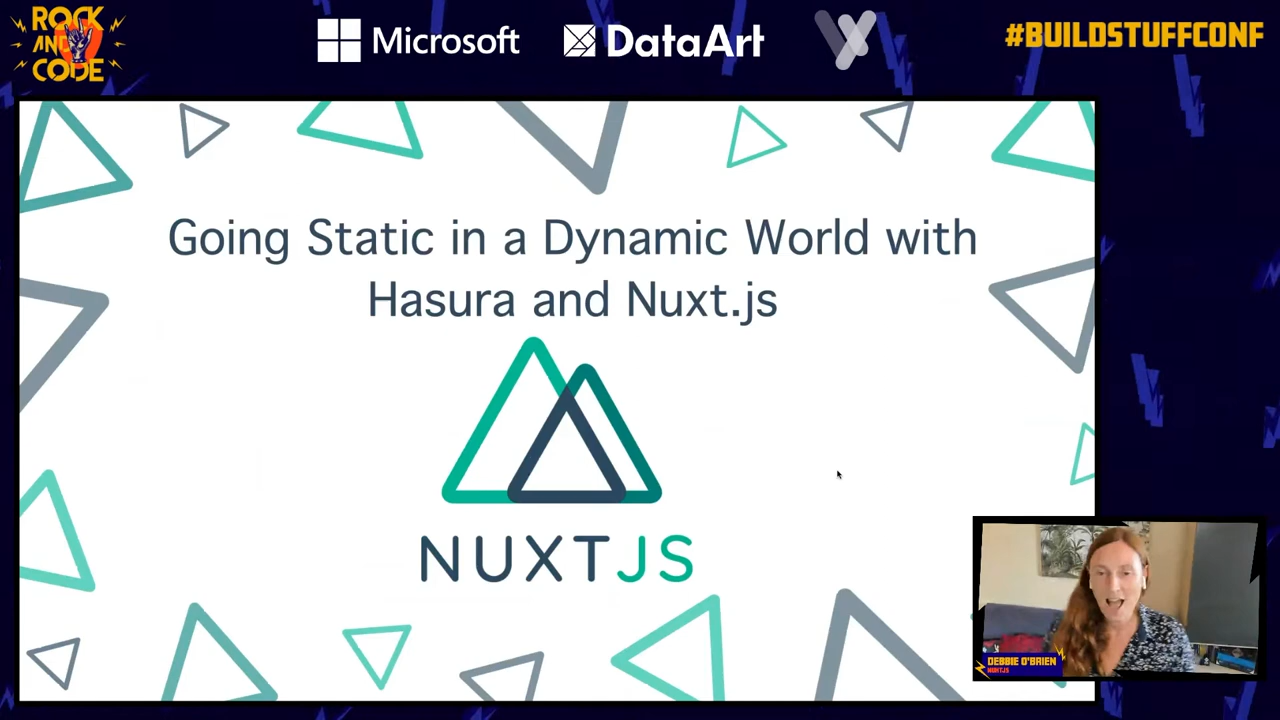 ROCK
AND
CODE
Microsoft
DataArt
#BUILDSTUFFCONF
Going Static in a Dynamic World with
Hasura and Nuxt.js
NUXTJS
DEBBIE O'BRIEN
NUXTJS